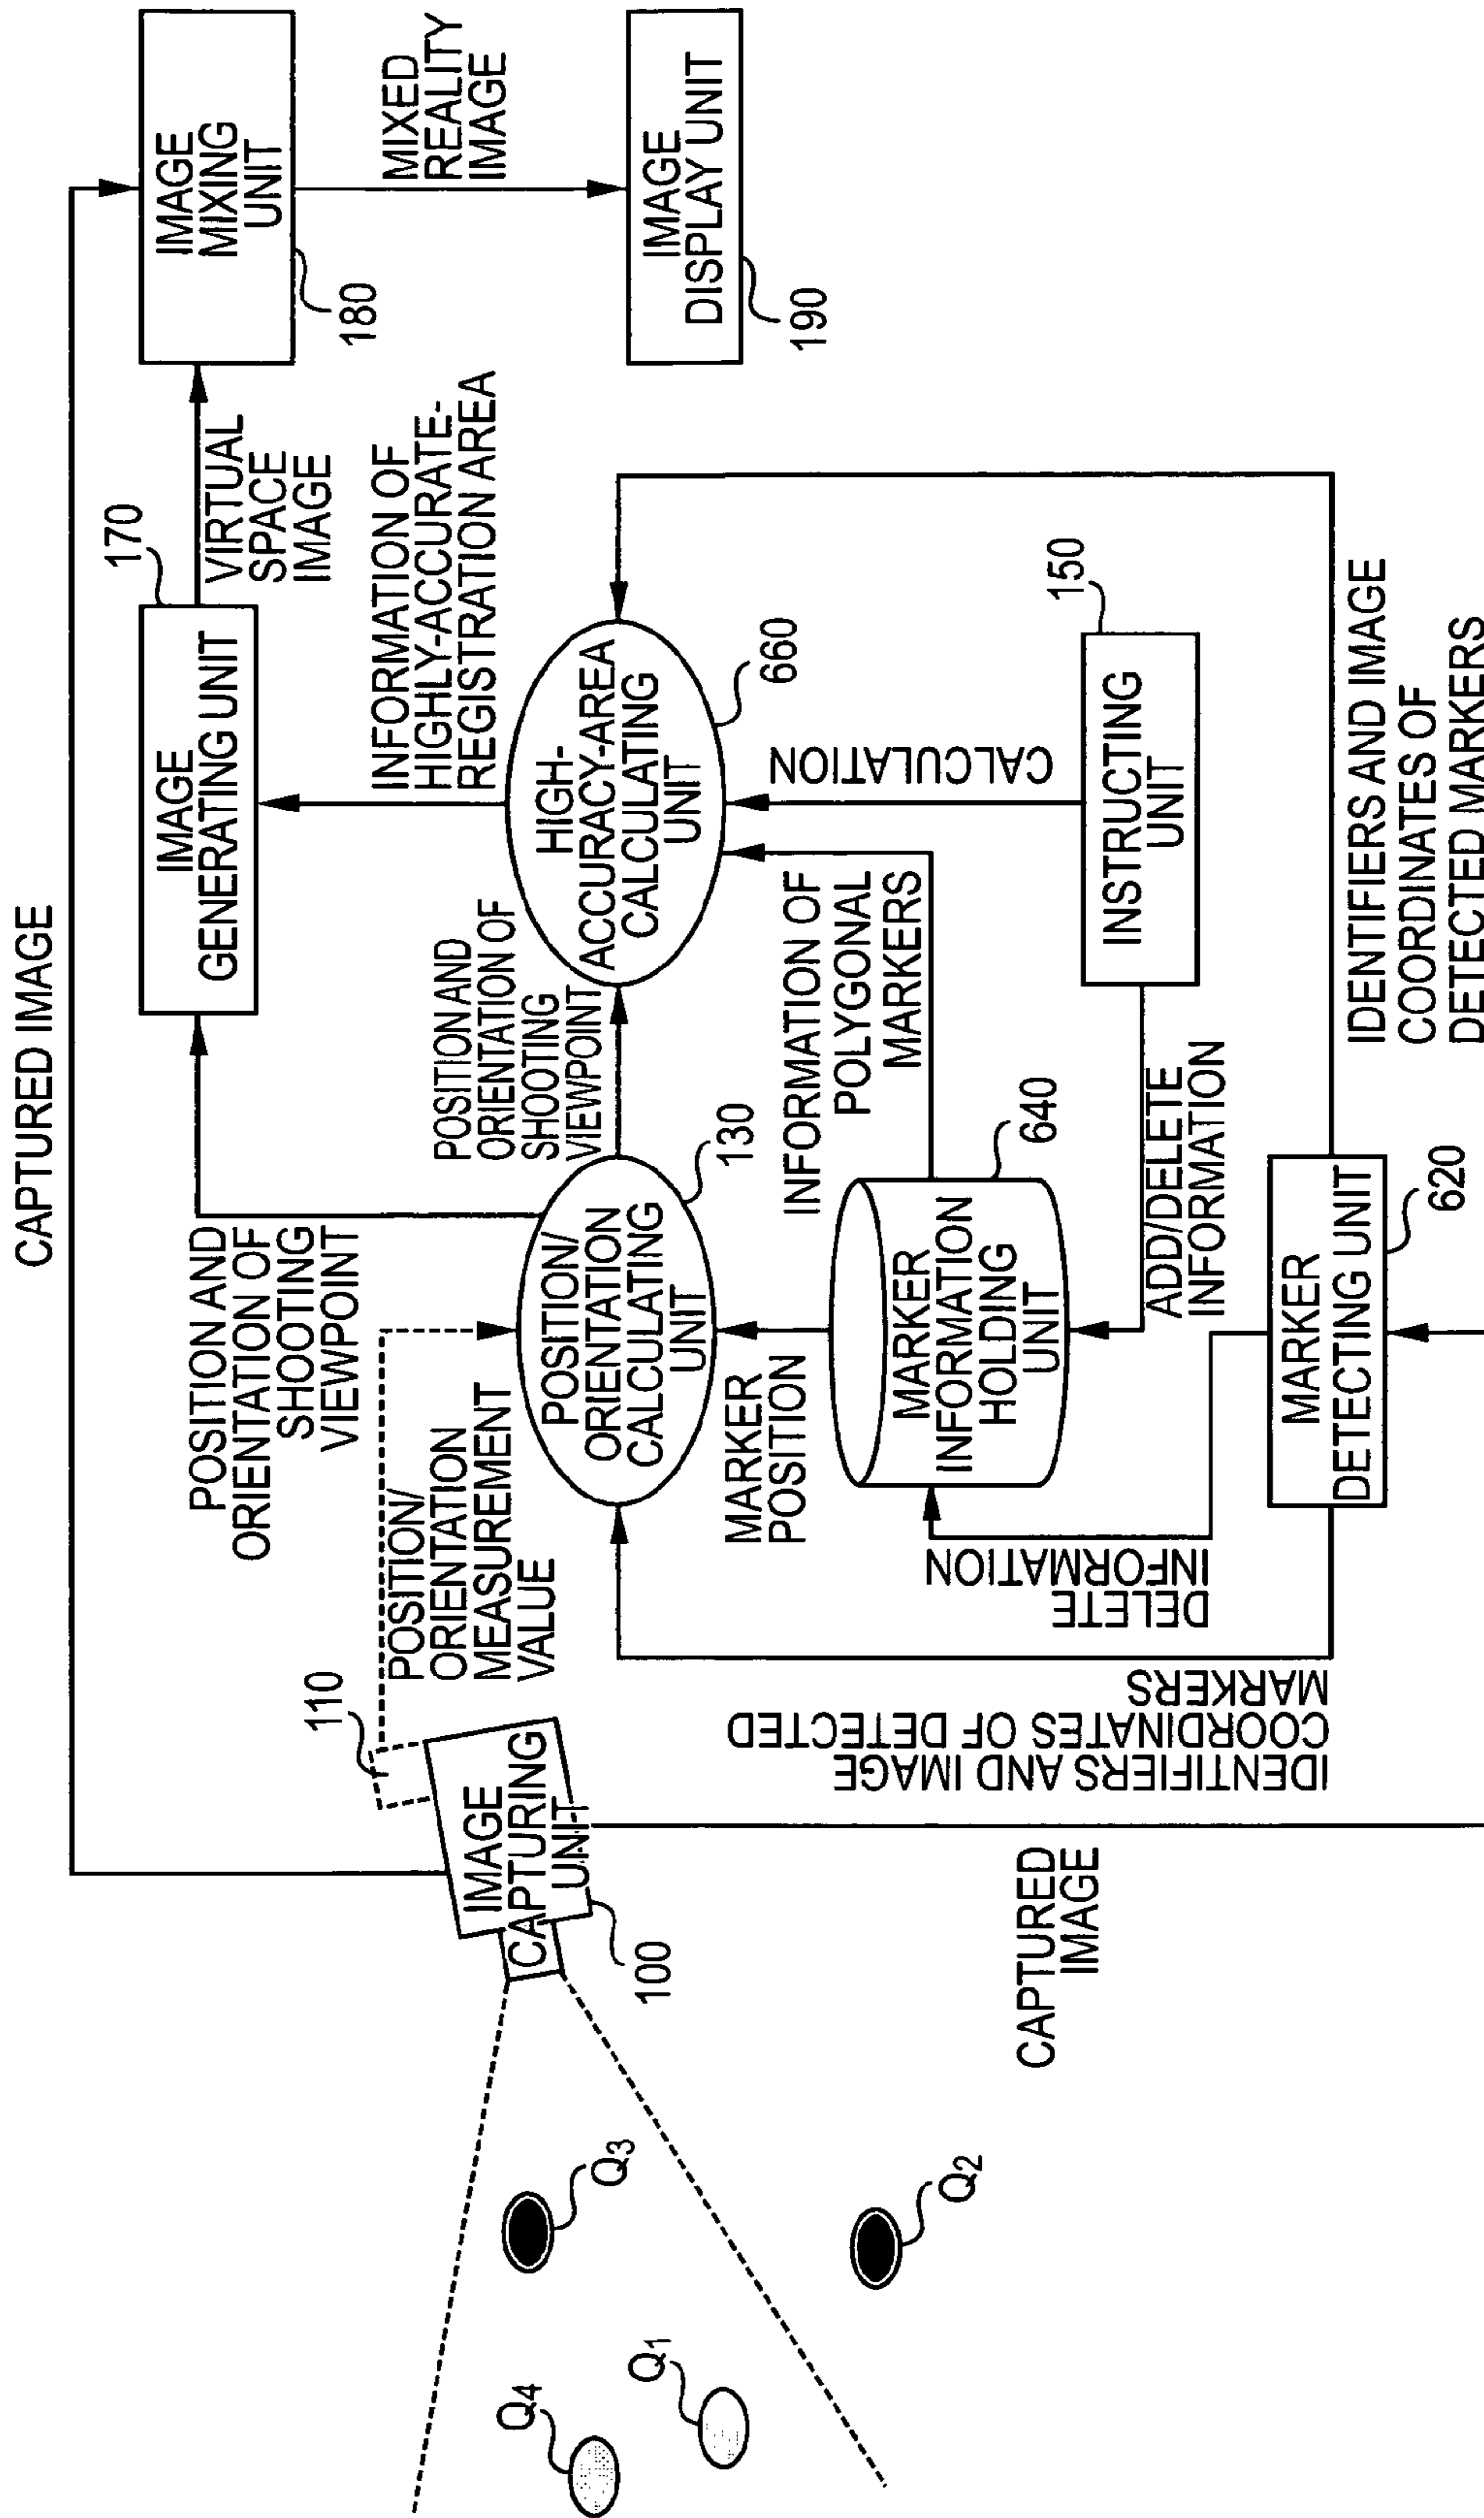 CAPTURED IMAGE
IMAGE
MIXING
UNIT
180
MIXED
REALITY
IMAGE
IMAGE
DISPLAY UNIT
190
170
IMAGE
GENERATING UNIT
VIRTUAL
SPACE
IMAGE
INFORMATION OF
HIGHLY-ACCURATE-
REGISTRATION AREA
POSITION AND
ORIENTATION OF
SHOOTING
VIEWPOINT
POSITION AND
ORIENTATION OF
SHOOTING
VIEWPOINT
HIGH-
ACCURACY-AREA
CALCULATING
UNIT
660
CALCULATION
150
INSTRUCTING
UNIT
INFORMATION OF
POLYGONAL
MARKERS
POSITION/
ORIENTATION
CALCULATING
UNIT
130
MARKER
POSITION
MARKER
INFORMATION
HOLDING
UNIT
640
ADD/DELETE
INFORMATION
IDENTIFIERS AND IMAGE
COORDINATES OF
DETECTED MARKERS
MARKER
DETECTING UNIT
620
DELETE
INFORMATION
IDENTIFIERS AND IMAGE
COORDINATES OF DETECTED
MARKERS
110
POSITION/
ORIENTATION
MEASUREMENT
VALUE
IMAGE
CAPTURING
UNIT
100
CAPTURED
IMAGE
Q3
Q2
Q4
Q1